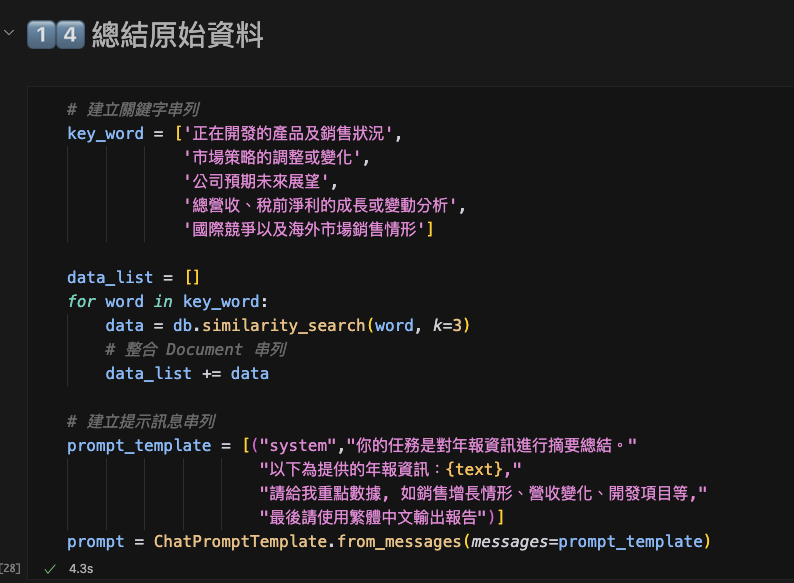 1️⃣4️⃣ 總結原始資料
# 建立關鍵字串列
key_word = ['正在開發的產品及銷售狀況',
'市場策略的調整或變化',
'公司預期未來展望',
'總營收、稅前淨利的成長或變動分析',
'國際競爭以及海外市場銷售情形']
data_list = []
for word in key_word:
data = db.similarity_search(word, k=3)
# 整合 Document 串列
data_list += data
# 建立提示訊息串列
prompt_template = [("system","你的任務是對年報資訊進行摘要總結。"
"以下為提供的年報資訊：{text},"
"請給我重點數據, 如銷售增長情形、營收變化、開發項目等,"
"最後請使用繁體中文輸出報告")]
prompt = ChatPromptTemplate.from_messages(messages=prompt_template)
[28] ✓ 4.3s